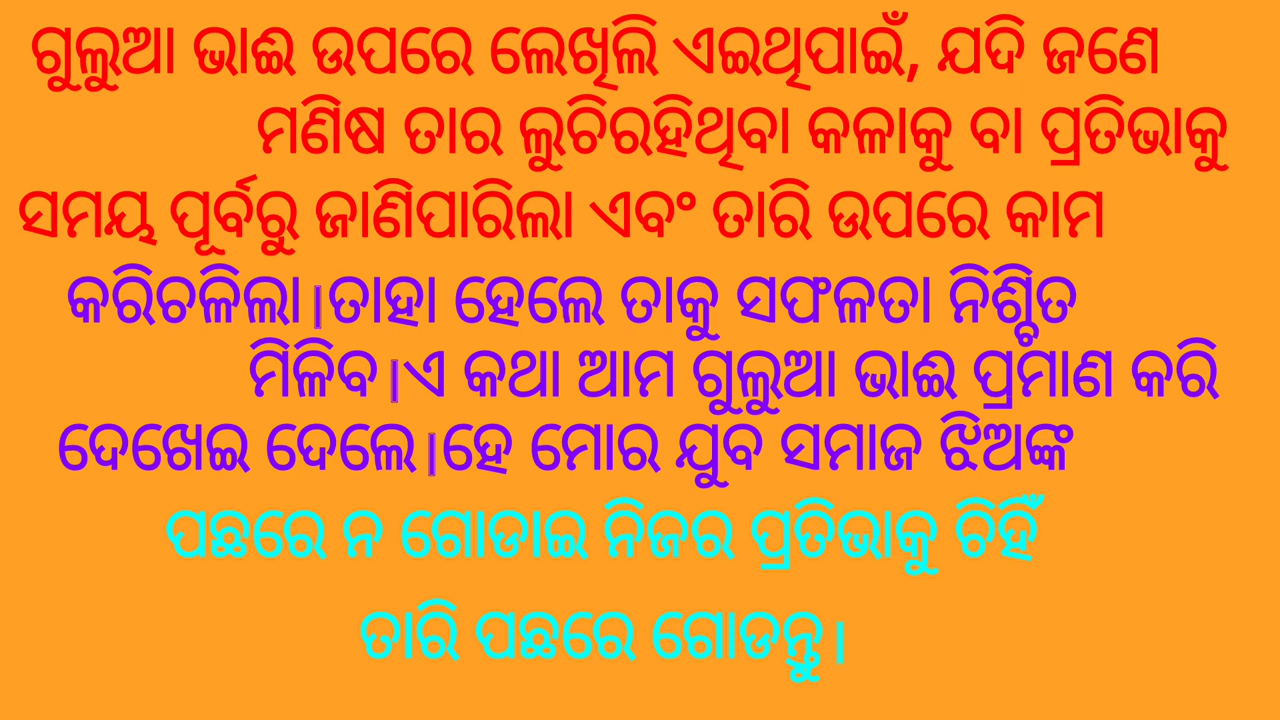 ଗୁଲୁଆ ଭାଈ ଉପରେ ଲେଖିଲି ଏଇଥିପାଇଁ, ଯଦି ଜଣେ
ମଣିଷ ତାର ଲୁଚିରହିଥିବା କଳାକୁ ବା ପ୍ରତିଭାକୁ
ସମୟ ପୂର୍ବରୁ ଜାଣିପାରିଲା ଏବଂ ତାରି ଉପରେ କାମ
କରିଚଳିଲା।ତାହା ହେଲେ ତାକୁ ସଫଳତା ନିଶ୍ଚିତ
ମିଳିବ।ଏ କଥା ଆମ ଗୁଲୁଆ ଭାଈ ପ୍ରମାଣ କରି
ଦେଖେଇ ଦେଲେ।ହେ ମୋର ଯୁବ ସମାଜ ଝିଅଙ୍କ
ପଛରେ ନ ଗୋଡାଇ ନିଜର ପ୍ରତିଭାକୁ ଚିହିଁ
ତାରି ପଛରେ ଗୋଡନ୍ତୁ।